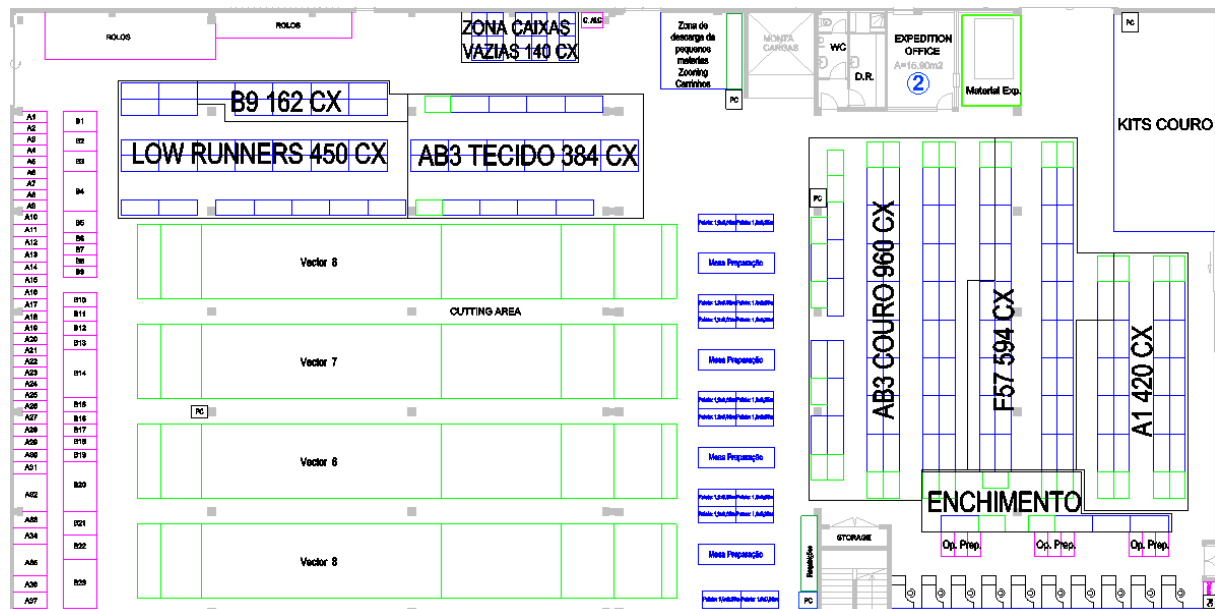 ROLOS
ROLOS
ZONA CAIXAS
VAZIAS 140 CX
Zona de
descarga de
pequenos
materias
Zooning
Carrinhos
PC
MONTA
CARGAS
WC
D.R.
EXPEDITION
OFFICE
A=15.90m2
2
Material Exp.
PC
KITS COURO
B9 162 CX
LOW RUNNERS 450 CX
AB3 TECIDO 384 CX
A1
A2
A3
A4
A5
A6
A7
A8
A9
A10
A11
A12
A13
A14
A15
A16
A17
A18
A19
A20
A21
A22
A23
A24
A25
A26
A27
A28
A29
A30
A31
A32
A33
A34
A35
A36
A37
B1
B2
B3
B4
B5
B6
B7
B8
B9
B10
B11
B12
B13
B14
B15
B16
B17
B18
B19
B20
B21
B22
B23
Vector 8
CUTTING AREA
Vector 7
PC
Vector 6
Vector 8
Mesa Preparação
Mesa Preparação
Mesa Preparação
Mesa Preparação
PC
AB3 COURO 960 CX
F57 594 CX
A1 420 CX
ENCHIMENTO
Op. Prep.
Op. Prep.
Op. Prep.
STORAGE
Requisições
PC